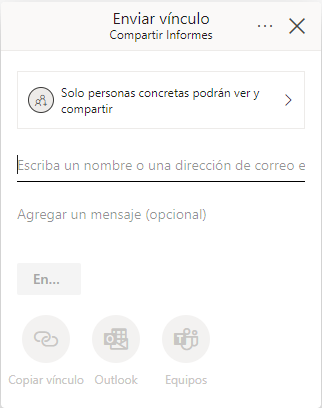 Enviar vínculo
Compartir Informes
Solo personas concretas podrán ver y
compartir
Escriba un nombre o una dirección de correo e
Agregar un mensaje (opcional)
En...
Copiar vínculo
Outlook
Equipos